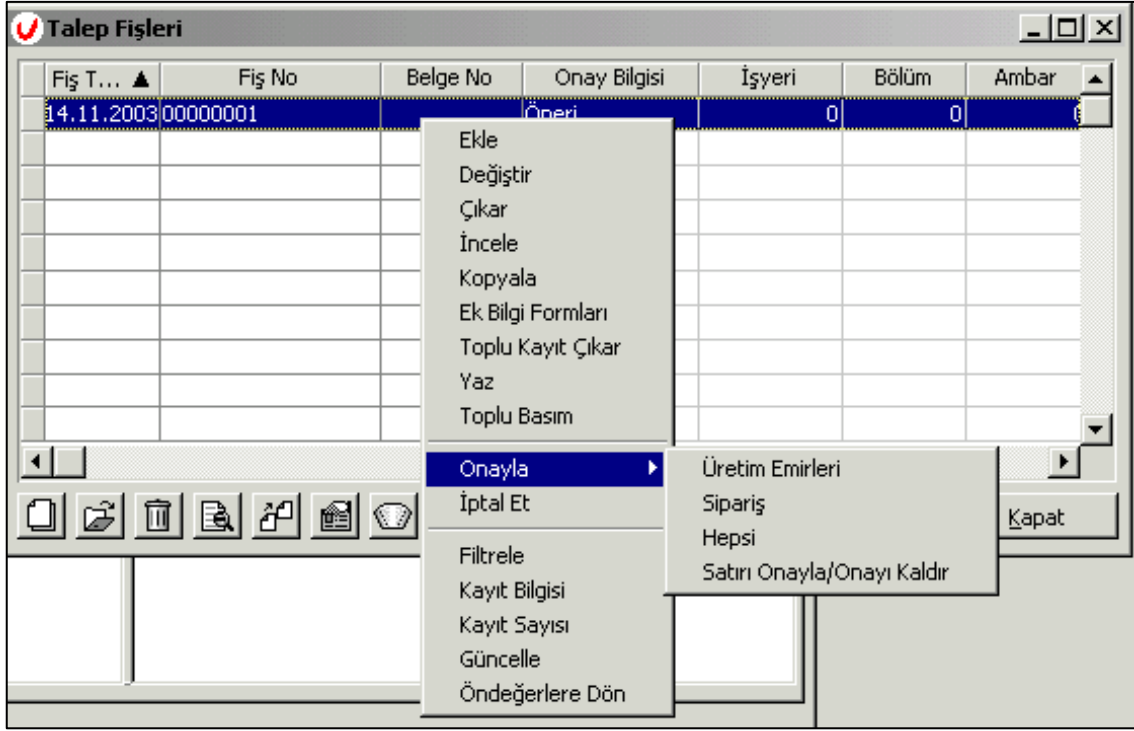 Talep Fişleri
Fiş T... ▲ Fiş No Belge No Onay Bilgisi İşyeri Bölüm Ambar
14.11.2003 00000001 Öneri 0 0 0
Ekle
Değiştir
Çıkar
İncele
Kopyala
Ek Bilgi Formları
Toplu Kayıt Çıkar
Yaz
Toplu Basım
Onayla
İptal Et
Filtrele
Kayıt Bilgisi
Kayıt Sayısı
Güncelle
Öndeğerlere Dön
Üretim Emirleri
Sipariş
Hepsi
Satırı Onayla/Onayı Kaldır
Kapat